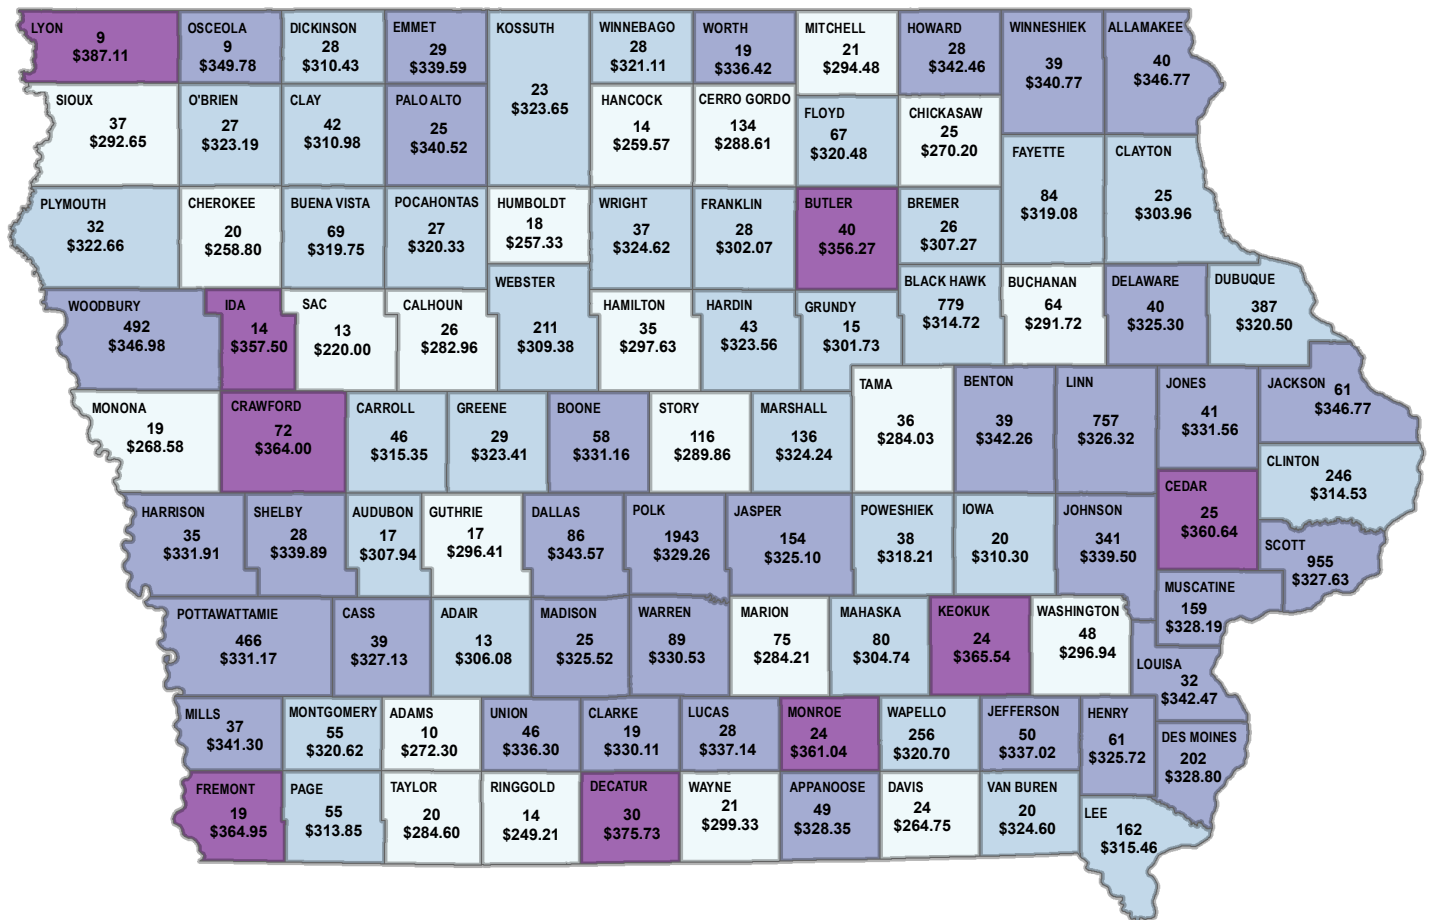 LYON
9
$387.11
OSCEOLA
9
$349.78
DICKINSON
28
$310.43
EMMET
29
$339.59
KOSSUTH
23
$323.65
WINNEBAGO
28
$321.11
WORTH
19
$336.42
MITCHELL
21
$294.48
HOWARD
28
$342.46
WINNESHIEK
39
$340.77
ALLAMAKEE
40
$346.77
SIOUX
37
$292.65
O'BRIEN
27
$323.19
CLAY
42
$310.98
PALO ALTO
25
$340.52
HANCOCK
14
$259.57
CERRO GORDO
134
$288.61
FLOYD
67
$320.48
CHICKASAW
25
$270.20
FAYETTE
84
$319.08
CLAYTON
25
$303.96
PLYMOUTH
32
$322.66
CHEROKEE
20
$258.80
BUENA VISTA
69
$319.75
POCAHONTAS
27
$320.33
HUMBOLDT
18
$257.33
WRIGHT
37
$324.62
FRANKLIN
28
$302.07
BUTLER
40
$356.27
BREMER
26
$307.27
WOODBURY
492
$346.98
IDA
14
$357.50
SAC
13
$220.00
CALHOUN
26
$282.96
WEBSTER
211
$309.38
HAMILTON
35
$297.63
HARDIN
43
$323.56
GRUNDY
15
$301.73
BLACK HAWK
779
$314.72
BUCHANAN
64
$291.72
DELAWARE
40
$325.30
DUBUQUE
387
$320.50
MONONA
19
$268.58
CRAWFORD
72
$364.00
CARROLL
46
$315.35
GREENE
29
$323.41
BOONE
58
$331.16
STORY
116
$289.86
MARSHALL
136
$324.24
TAMA
36
$284.03
BENTON
39
$342.26
LINN
757
$326.32
JONES
41
$331.56
JACKSON 61
$346.77
CLINTON
246
$314.53
CEDAR
25
$360.64
HARRISON
35
$331.91
SHELBY
28
$339.89
AUDUBON
17
$307.94
GUTHRIE
17
$296.41
DALLAS
86
$343.57
POLK
1943
$329.26
JASPER
154
$325.10
POWESHIEK
38
$318.21
IOWA
20
$310.30
JOHNSON
341
$339.50
SCOTT
955
$327.63
MUSCATINE
159
$328.19
POTTAWATTAMIE
466
$331.17
CASS
39
$327.13
ADAIR
13
$306.08
MADISON
25
$325.52
WARREN
89
$330.53
MARION
75
$284.21
MAHASKA
80
$304.74
KEOKUK
24
$365.54
WASHINGTON
48
$296.94
LOUISA
32
$342.47
MILLS
37
$341.30
MONTGOMERY
55
$320.62
ADAMS
10
$272.30
UNION
46
$336.30
CLARKE
19
$330.11
LUCAS
28
$337.14
MONROE
24
$361.04
WAPELLO
256
$320.70
JEFFERSON
50
$337.02
HENRY
61
$325.72
DES MOINES
202
$328.80
FREMONT
19
$364.95
PAGE
55
$313.85
TAYLOR
20
$284.60
RINGGOLD
14
$249.21
DECATUR
30
$375.73
WAYNE
21
$299.33
APPANOOSE
49
$328.35
DAVIS
24
$264.75
VAN BUREN
20
$324.60
LEE
162
$315.46